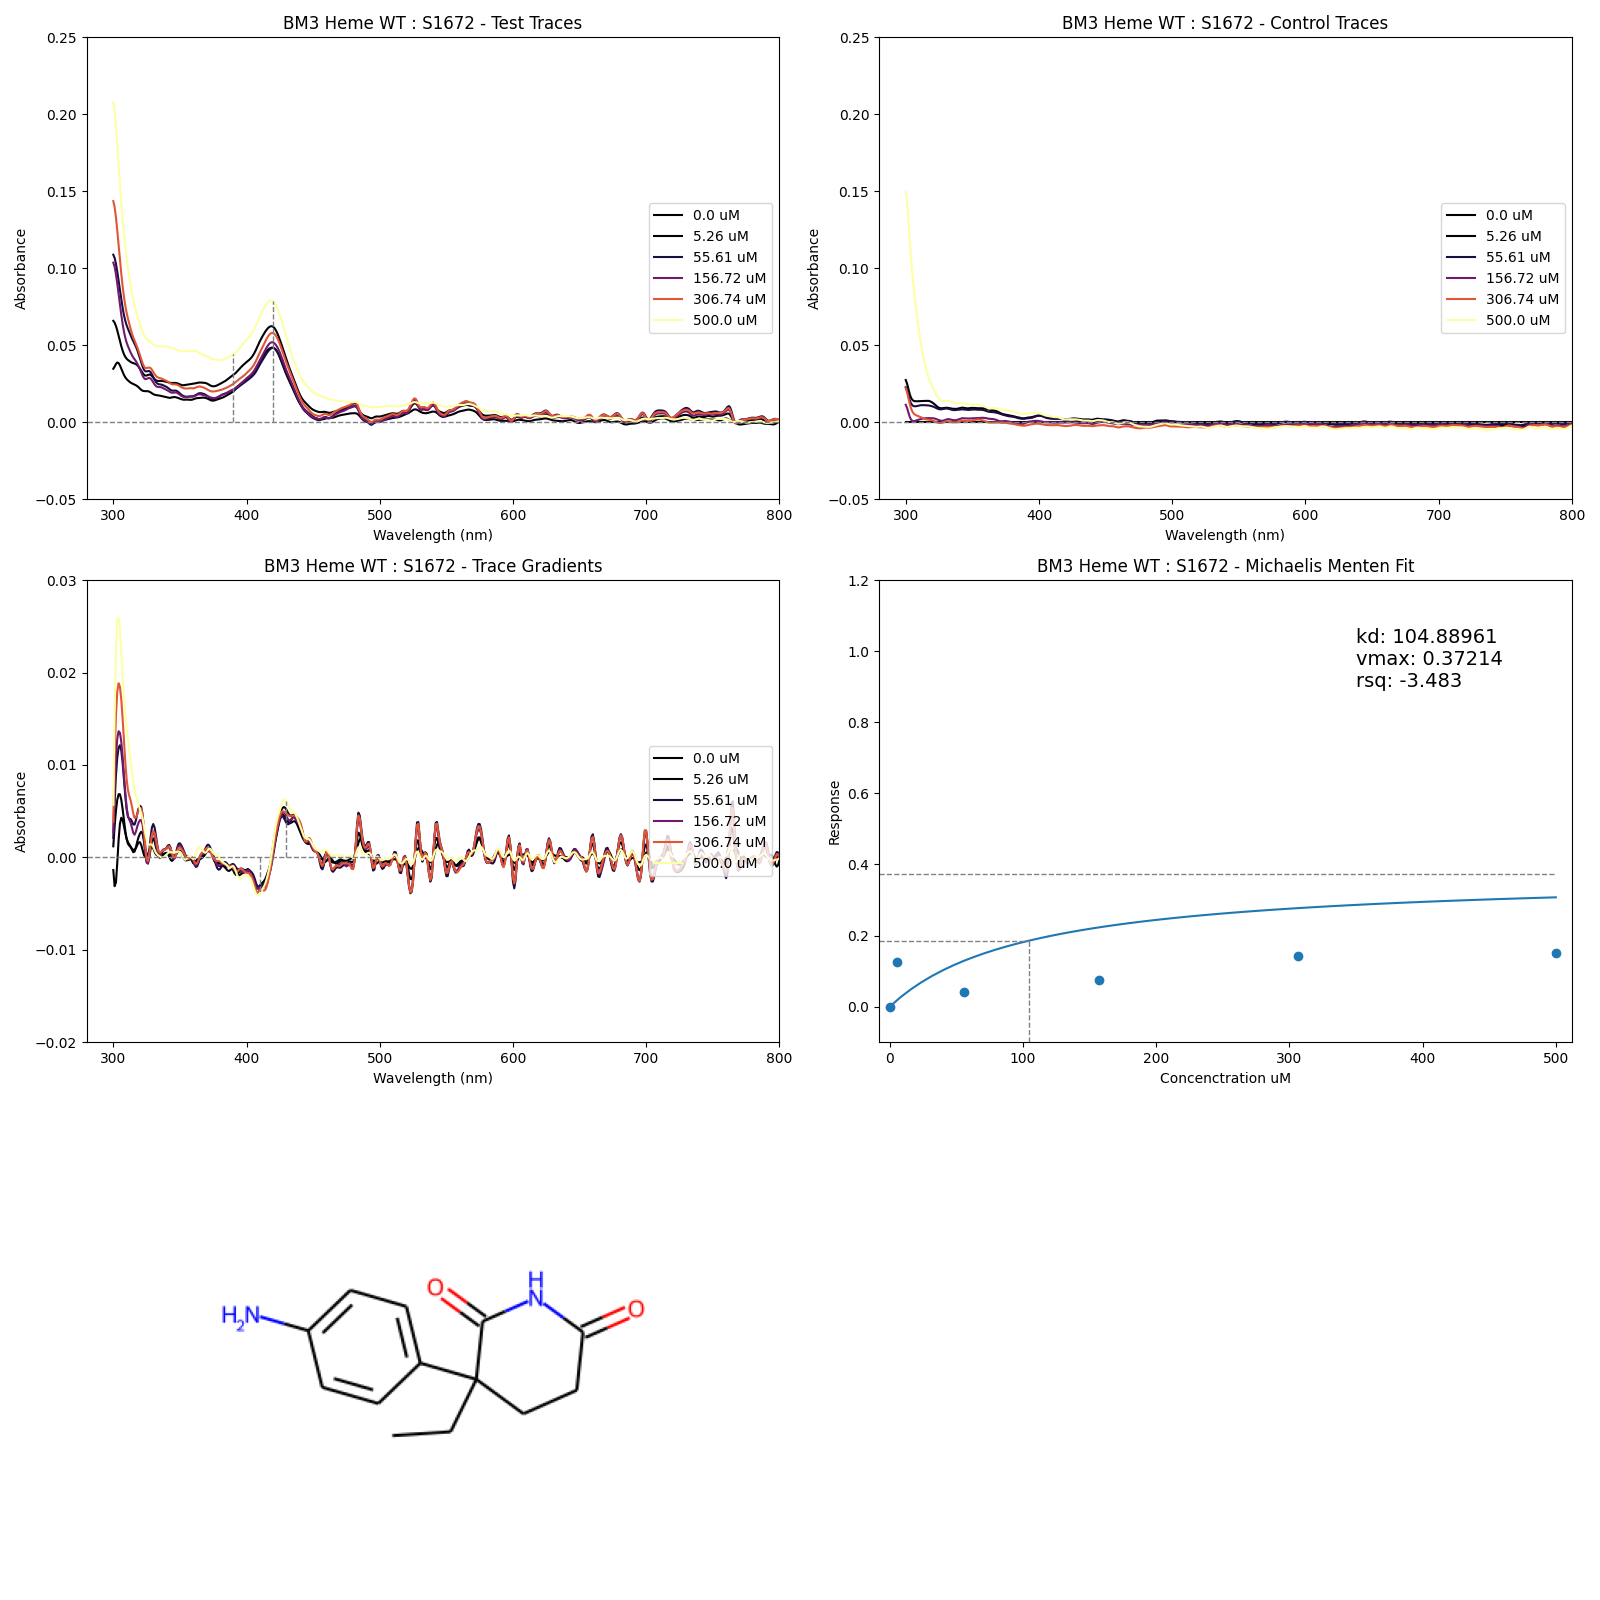 BM3 Heme WT : S1672 - Test Traces
0.25
0.20
0.15
0.10
0.05
0.00
−0.05
Absorbance
300 400 500 600 700 800
Wavelength (nm)
0.0 uM
5.26 uM
55.61 uM
156.72 uM
306.74 uM
500.0 uM
BM3 Heme WT : S1672 - Control Traces
0.25
0.20
0.15
0.10
0.05
0.00
−0.05
Absorbance
300 400 500 600 700 800
Wavelength (nm)
0.0 uM
5.26 uM
55.61 uM
156.72 uM
306.74 uM
500.0 uM
BM3 Heme WT : S1672 - Trace Gradients
0.03
0.02
0.01
0.00
−0.01
−0.02
Absorbance
300 400 500 600 700 800
Wavelength (nm)
0.0 uM
5.26 uM
55.61 uM
156.72 uM
306.74 uM
500.0 uM
BM3 Heme WT : S1672 - Michaelis Menten Fit
1.2
1.0
0.8
0.6
0.4
0.2
0.0
Response
0 100 200 300 400 500
Concenctration uM
kd: 104.88961
vmax: 0.37214
rsq: -3.483
H2N
O
H
N
O